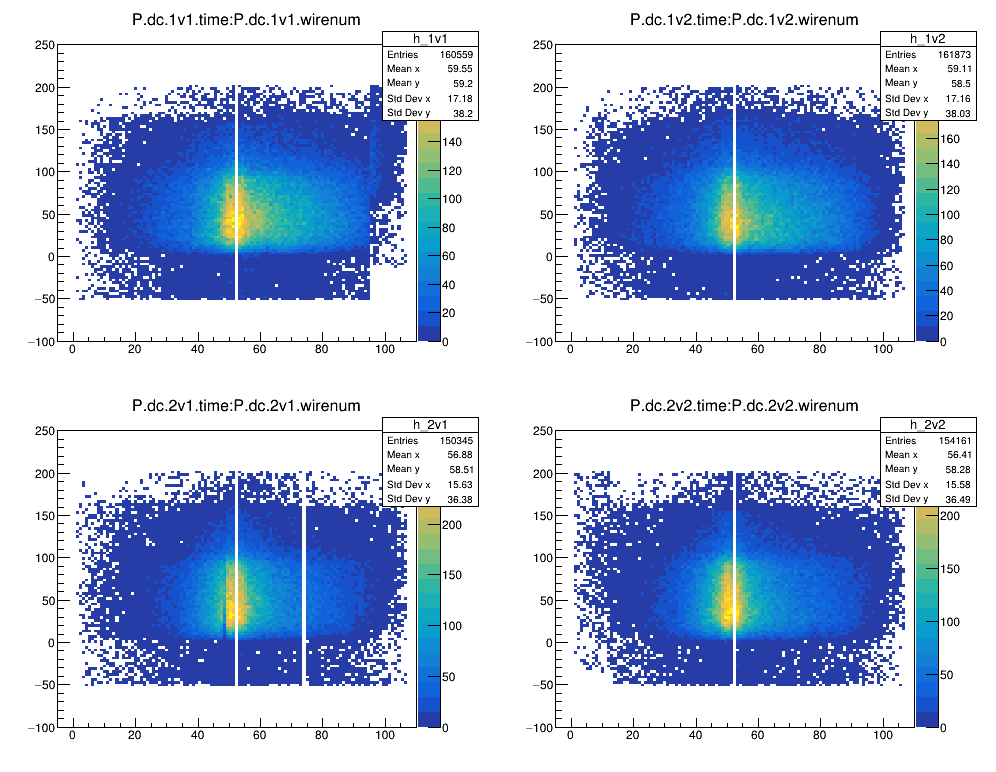 P.dc.1v1.time:P.dc.1v1.wirenum
h_1v1
Entries 160559
Mean x 59.55
Mean y 59.2
Std Dev x 17.18
Std Dev y 38.2
250
200
150
100
50
0
−50
−100
0 20 40 60 80 100
140
120
100
80
60
40
20
0
P.dc.1v2.time:P.dc.1v2.wirenum
h_1v2
Entries 161873
Mean x 59.11
Mean y 58.5
Std Dev x 17.16
Std Dev y 38.03
250
200
150
100
50
0
−50
−100
0 20 40 60 80 100
160
140
120
100
80
60
40
20
0
P.dc.2v1.time:P.dc.2v1.wirenum
h_2v1
Entries 150345
Mean x 56.88
Mean y 58.51
Std Dev x 15.63
Std Dev y 36.38
250
200
150
100
50
0
−50
−100
0 20 40 60 80 100
200
150
100
50
0
P.dc.2v2.time:P.dc.2v2.wirenum
h_2v2
Entries 154161
Mean x 56.41
Mean y 58.28
Std Dev x 15.58
Std Dev y 36.49
250
200
150
100
50
0
−50
−100
0 20 40 60 80 100
200
150
100
50
0